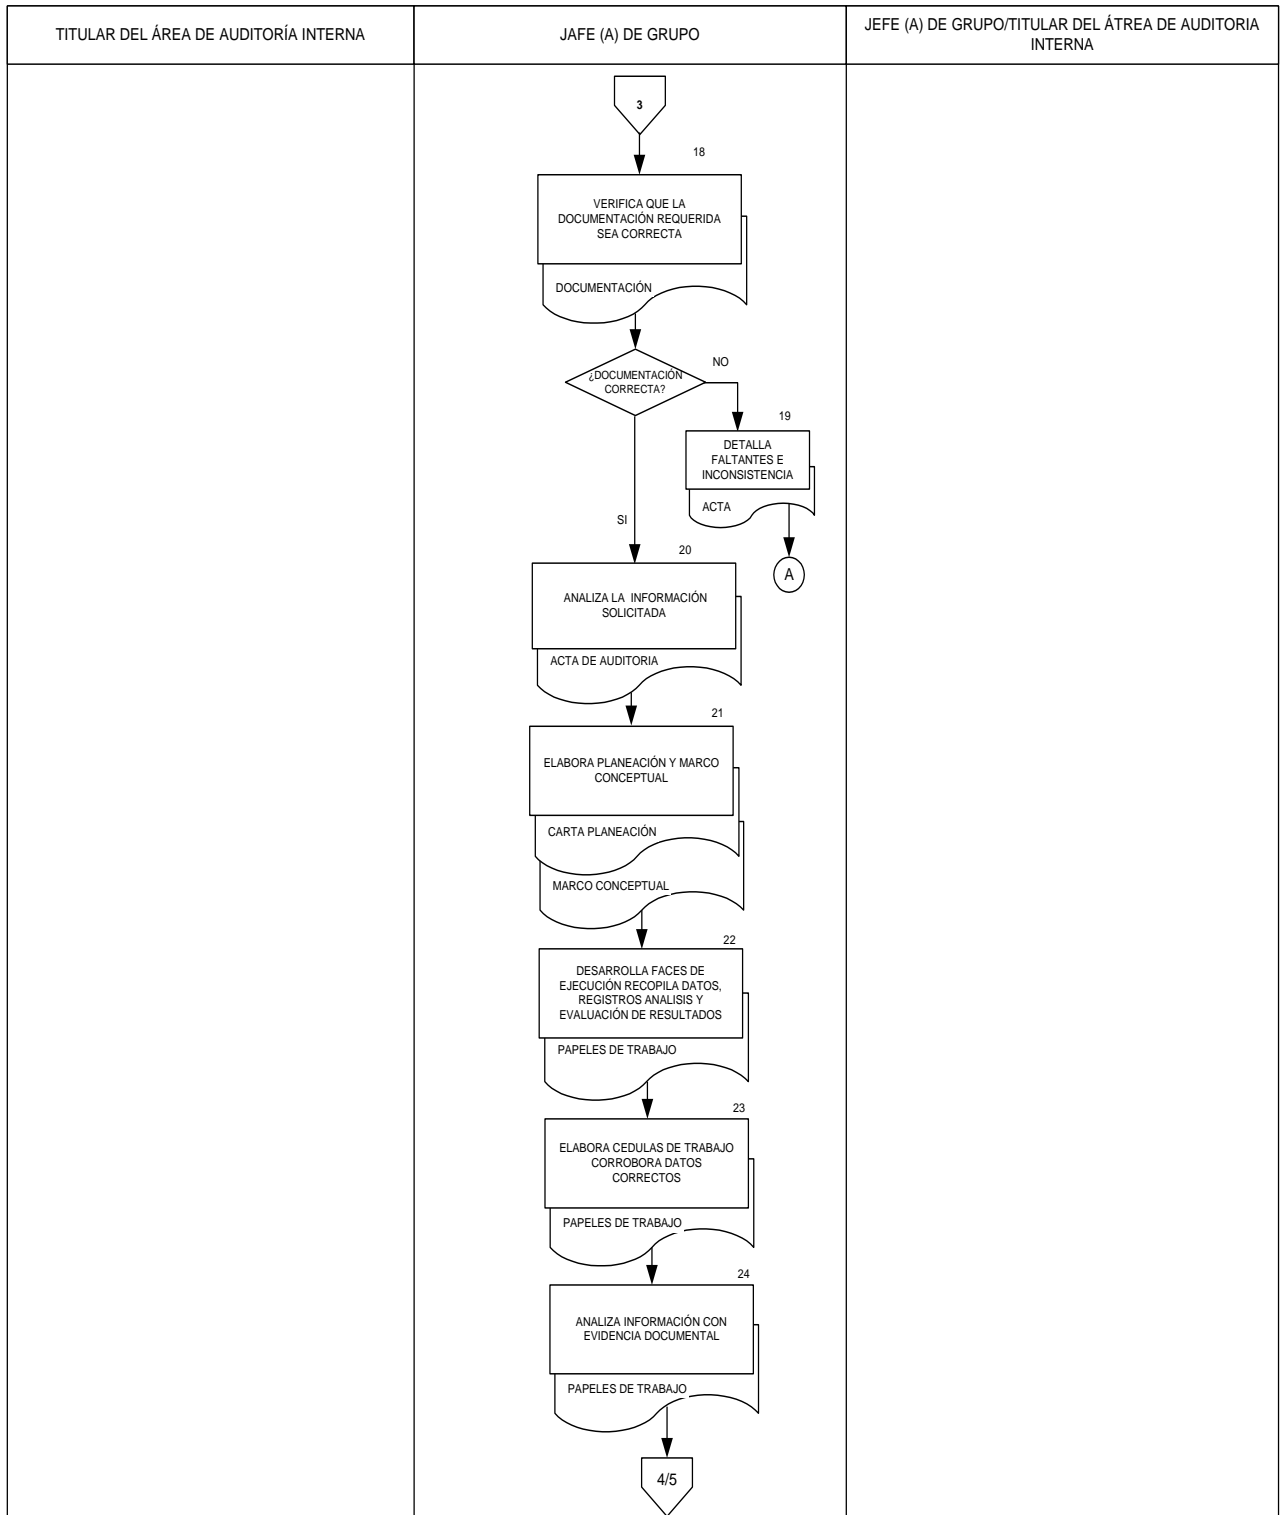 TITULAR DEL ÁREA DE AUDITORÍA INTERNA
JAFE (A) DE GRUPO
JEFE (A) DE GRUPO/TITULAR DEL ÁTREA DE AUDITORIA
INTERNA
3
18
VERIFICA QUE LA
DOCUMENTACIÓN REQUERIDA
SEA CORRECTA
DOCUMENTACIÓN
¿DOCUMENTACIÓN
CORRECTA?
NO
19
DETALLA
FALTANTES E
INCONSISTENCIA
ACTA
A
SI
20
ANALIZA LA INFORMACIÓN
SOLICITADA
ACTA DE AUDITORIA
21
ELABORA PLANEACIÓN Y MARCO
CONCEPTUAL
CARTA PLANEACIÓN
MARCO CONCEPTUAL
22
DESARROLLA FACES DE
EJECUCIÓN RECOPILA DATOS,
REGISTROS ANALISIS Y
EVALUACIÓN DE RESULTADOS
PAPELES DE TRABAJO
23
ELABORA CEDULAS DE TRABAJO
CORROBORA DATOS
CORRECTOS
PAPELES DE TRABAJO
24
ANALIZA INFORMACIÓN CON
EVIDENCIA DOCUMENTAL
PAPELES DE TRABAJO
4/5